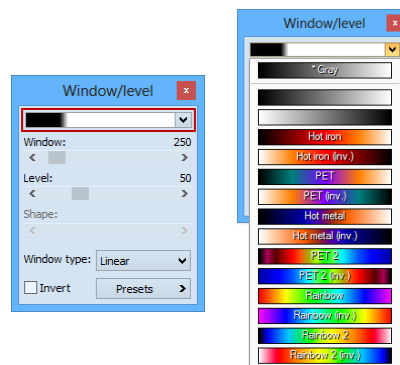 Window/level
Window: 250
Level: 50
Shape:
Window type: Linear
Invert Presets
Window/level
Gray
Hot iron
Hot iron (inv.)
PET
PET (inv.)
Hot metal
Hot metal (inv.)
PET 2
PET 2 (inv.)
Rainbow
Rainbow (inv.)
Rainbow 2
Rainbow 2 (inv.)